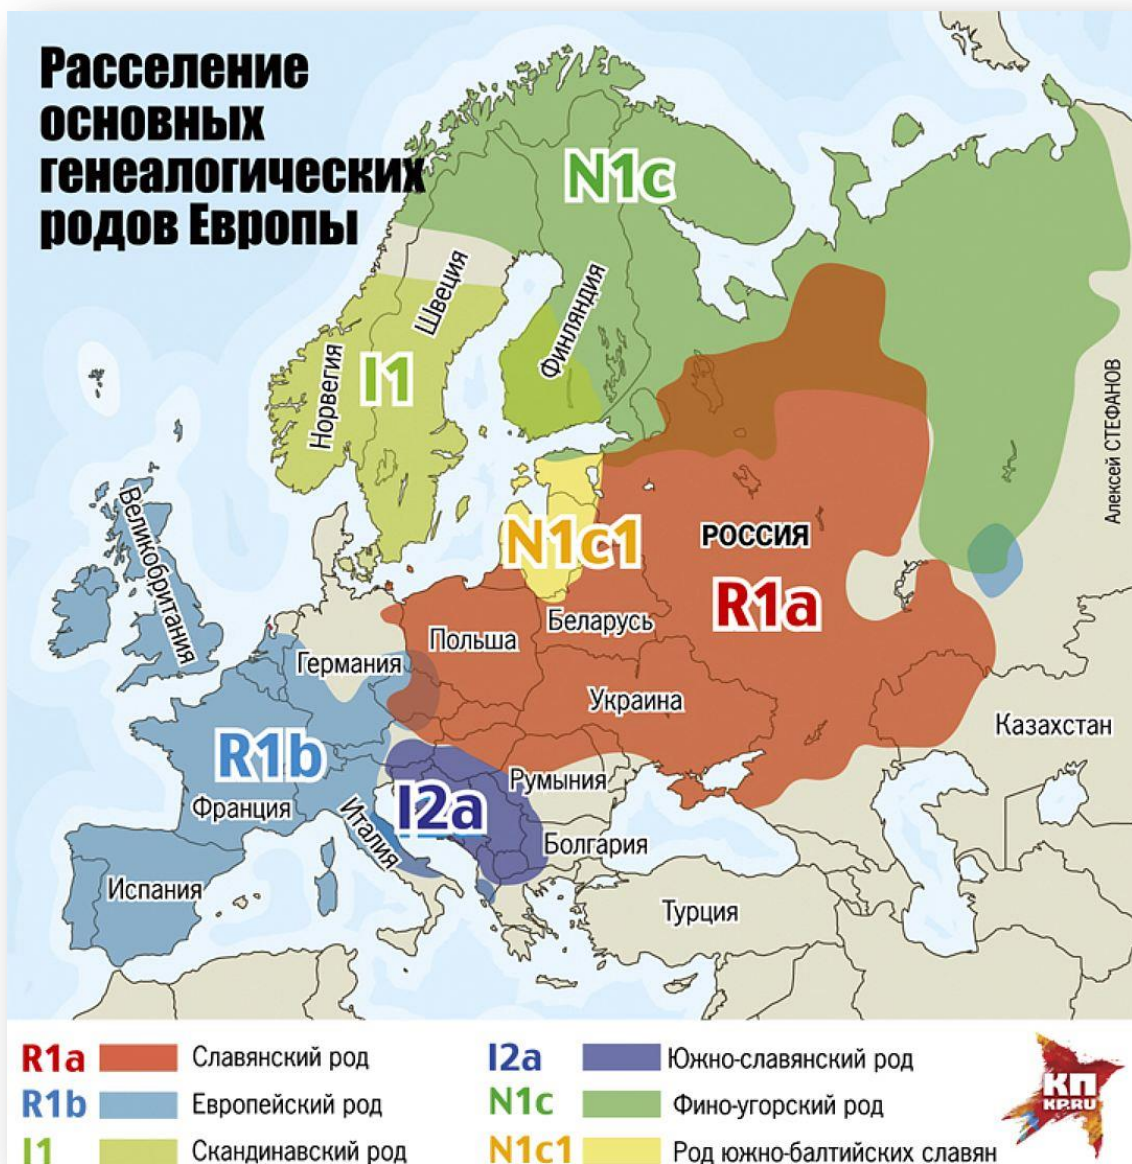 Расселение
основных
генеалогических
родов Европы
N1c
Швеция
Финляндия
I1
Норвегия
Алексей СТЕФАНОВ
Великобритания
N1c1
РОССИЯ
R1a
Беларусь
Польша
Германия
Украина
Казахстан
R1b
Румыния
I2a
Франция
Италия
Болгария
Испания
Турция
R1a Славянский род
R1b Европейский род
I1 Скандинавский род
I2a Южно-славянский род
N1c Фино-угорский род
N1c1 Род южно-балтийских славян
КП
KP.RU